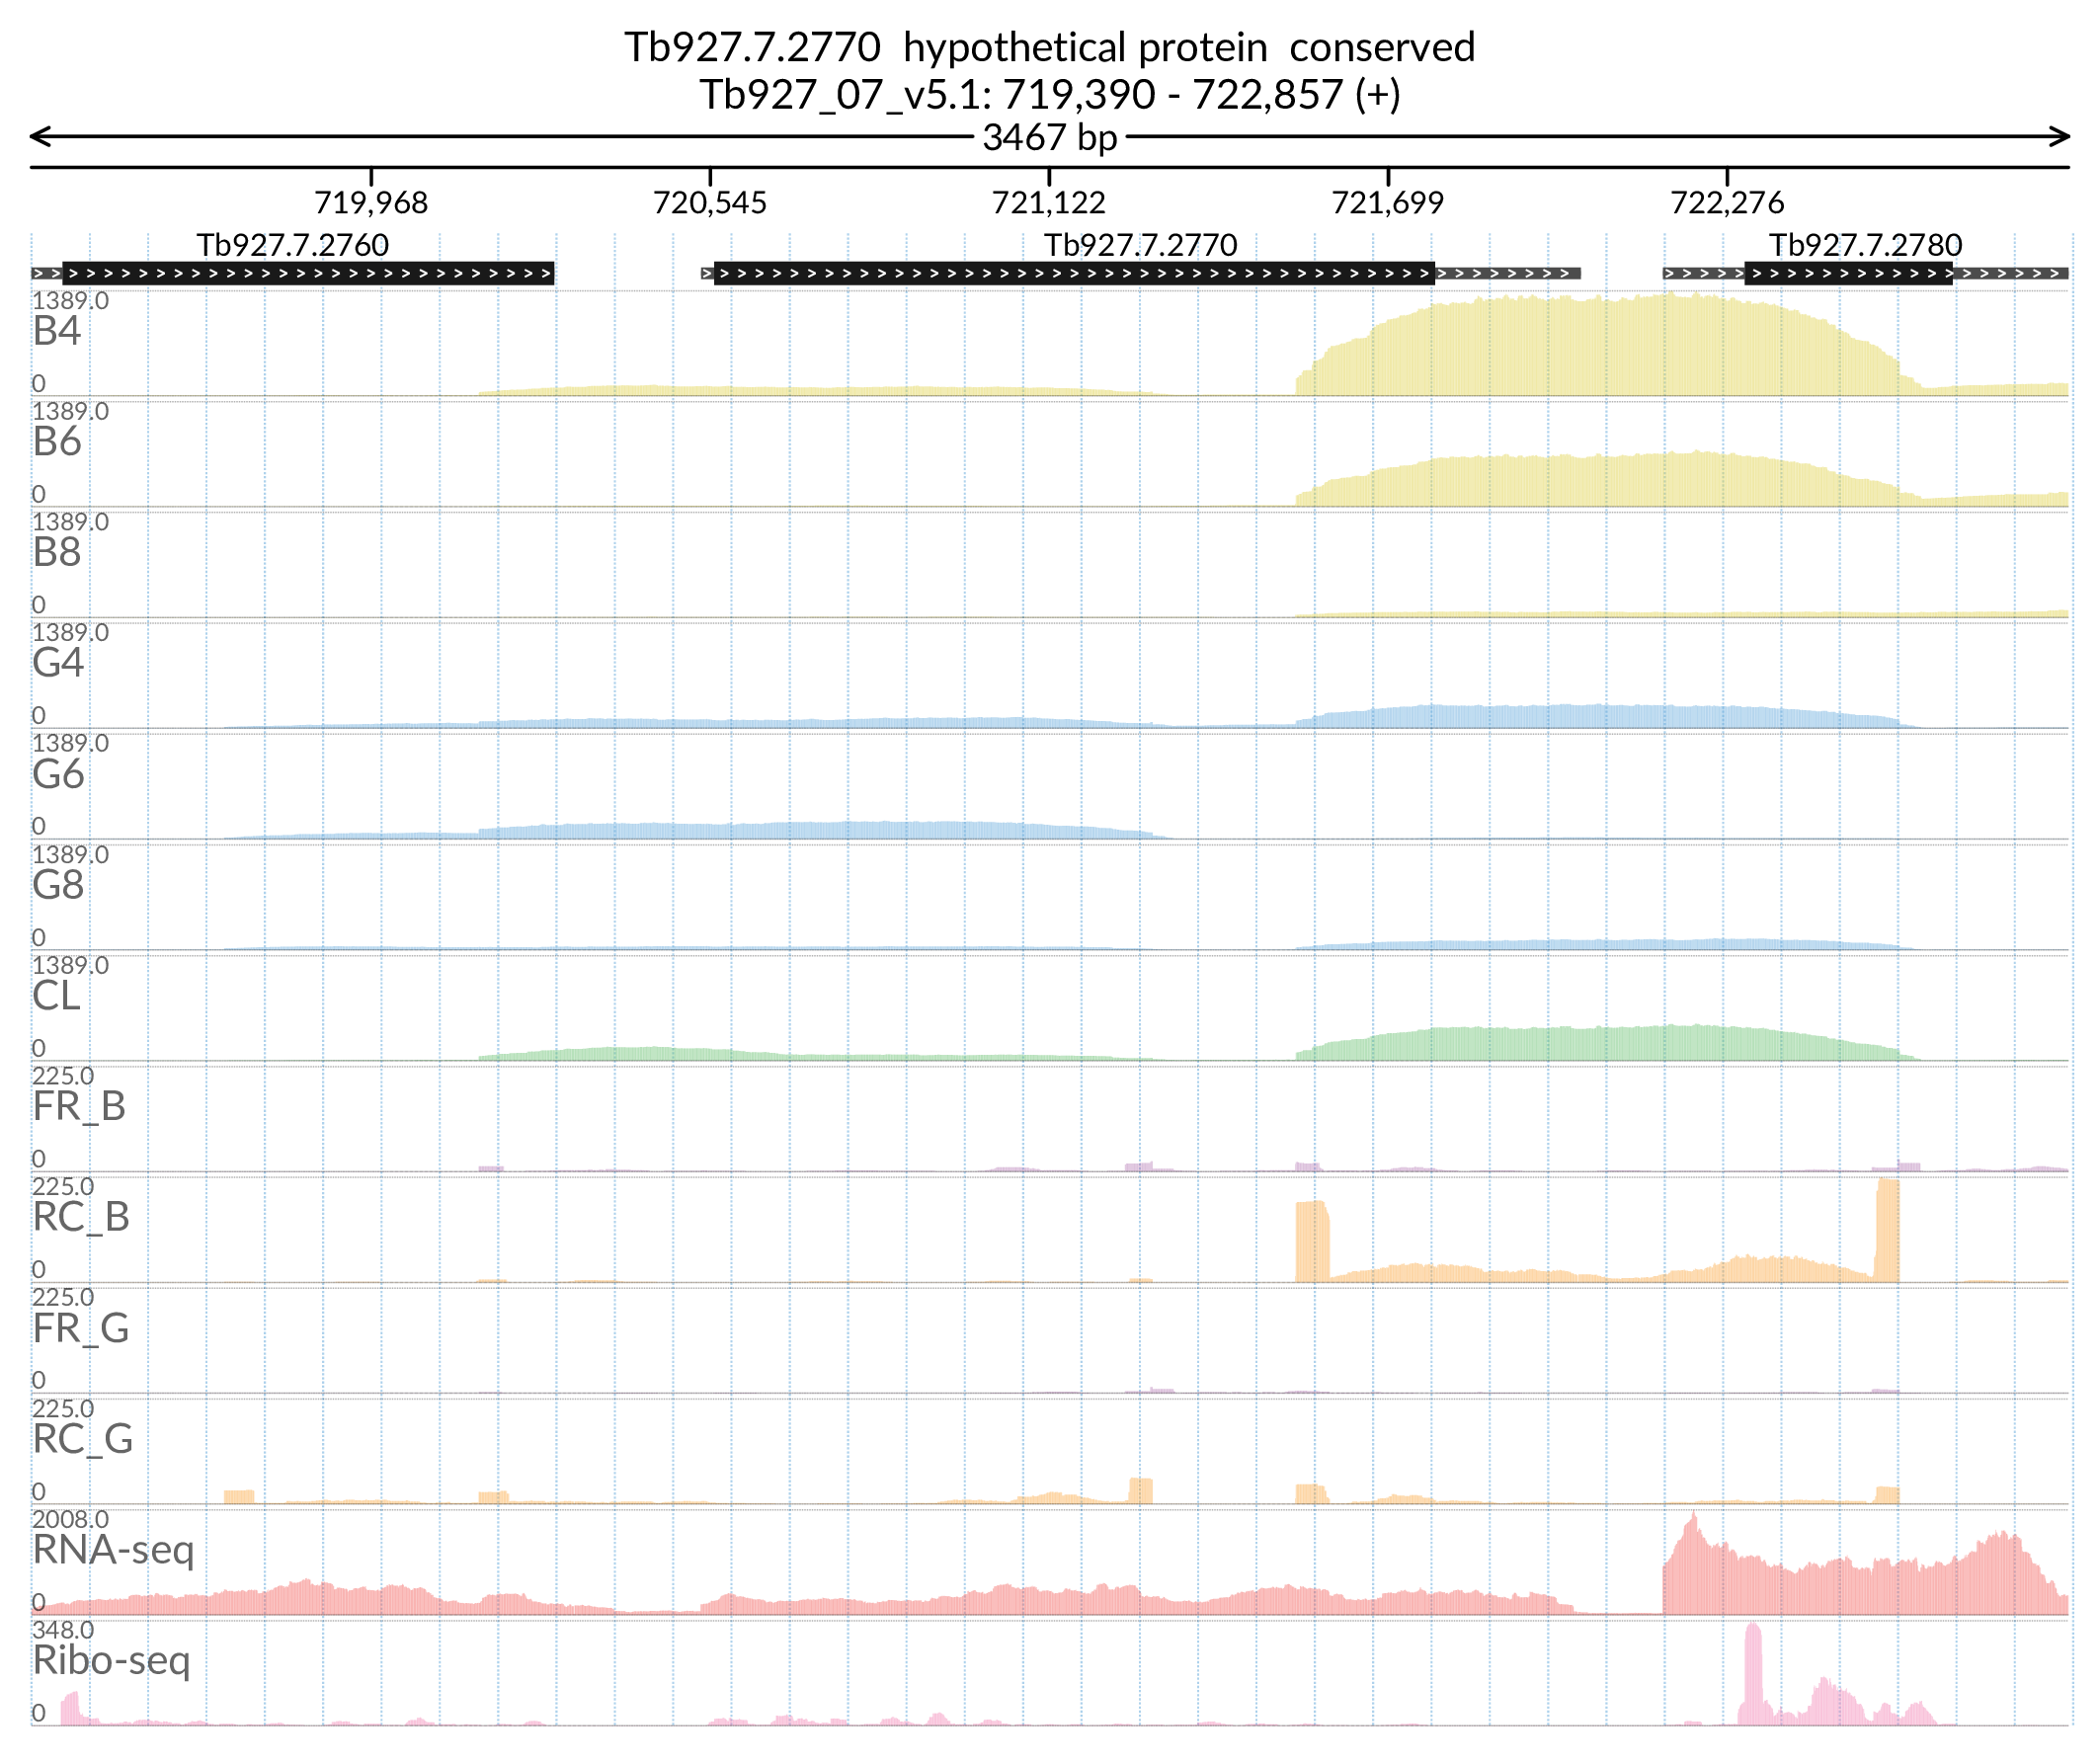 Tb927.7.2770 hypothetical protein conserved
Tb927_07_v5.1: 719,390 - 722,857 (+)
3467 bp
719,968 720,545 721,122 721,699 722,276
Tb927.7.2760 Tb927.7.2770 Tb927.7.2780
1389.0
B4
0
1389.0
B6
0
1389.0
B8
0
1389.0
G4
0
1389.0
G6
0
1389.0
G8
0
1389.0
CL
0
225.0
FR_B
0
225.0
RC_B
0
225.0
FR_G
0
225.0
RC_G
0
2008.0
RNA-seq
0
348.0
Ribo-seq
0